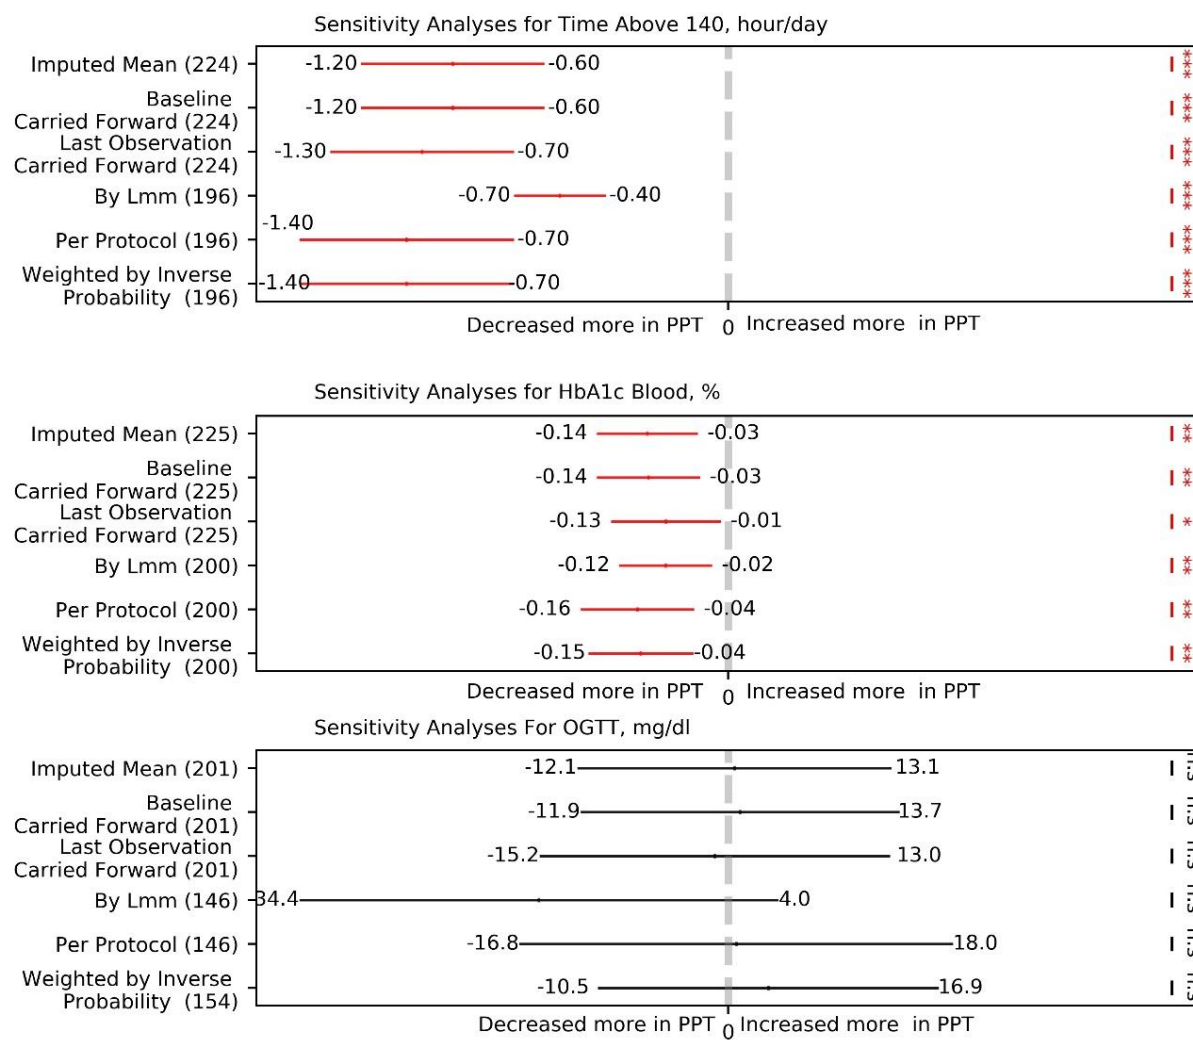 Sensitivity Analyses for Time Above 140, hour/day
Imputed Mean (224)
-1.20
-0.60
***
Baseline
Carried Forward (224)
-1.20
-0.60
***
Last Observation
Carried Forward (224)
-1.30
-0.70
***
By Lmm (196)
-0.70
-0.40
***
Per Protocol (196)
-1.40
-0.70
***
Weighted by Inverse
Probability (196)
-1.40
-0.70
***
Decreased more in PPT 0 Increased more in PPT
Sensitivity Analyses for HbA1c Blood, %
Imputed Mean (225)
-0.14
-0.03
**
Baseline
Carried Forward (225)
-0.14
-0.03
**
Last Observation
Carried Forward (225)
-0.13
-0.01
*
By Lmm (200)
-0.12
-0.02
**
Per Protocol (200)
-0.16
-0.04
**
Weighted by Inverse
Probability (200)
-0.15
-0.04
**
Decreased more in PPT 0 Increased more in PPT
Sensitivity Analyses For OGTT, mg/dl
Imputed Mean (201)
-12.1
13.1
Baseline
Carried Forward (201)
-11.9
13.7
Last Observation
Carried Forward (201)
-15.2
13.0
By Lmm (146)
34.4
4.0
Per Protocol (146)
-16.8
18.0
Weighted by Inverse
Probability (154)
-10.5
16.9
Decreased more in PPT 0 Increased more in PPT